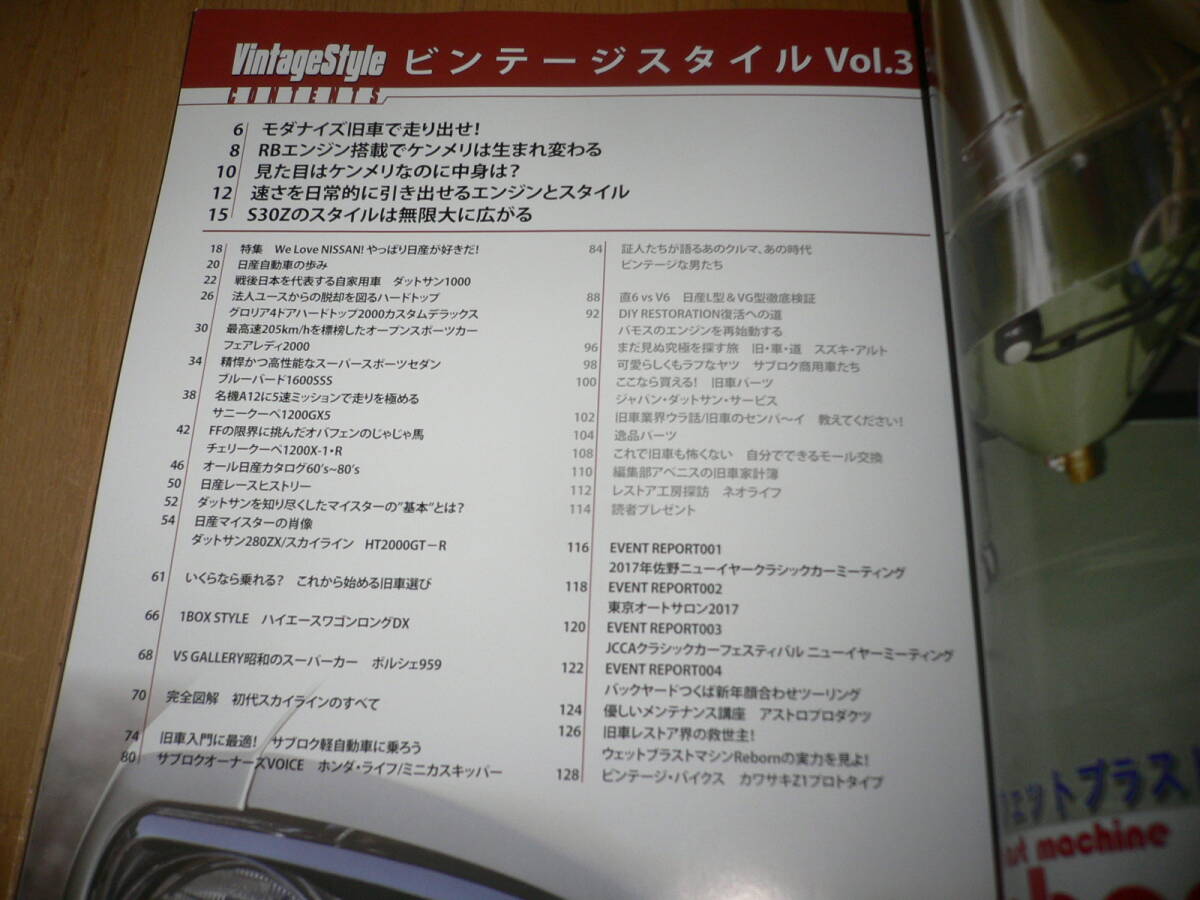 VintageStyle ビンテージスタイル Vol.3
CONTENTS
6 モダナイズ旧車で走り出せ!
8 RBエンジン搭載でケンメリは生まれ変わる
10 見た目はケンメリなのに中身は?
12 速さを日常的に引き出せるエンジンとスタイル
15 S30Zのスタイルは無限大に広がる
18 特集 We Love NISSAN! やっぱり日産が好きだ!
20 日産自動車の歩み
22 戦後日本を代表する自家用車 ダットサン1000
26 法人ユースからの脱却を図るハードトップ
グロリア4ドアハードトップ2000カスタムデラックス
30 最高速205km/hを標榜したオープンスポーツカー
フェアレディ2000
34 精悍かつ高性能なスーパースポーツセダン
ブルーバード1600SSS
38 名機A12に5速ミッションで走りを極める
サニークーペ1200GX5
42 FFの限界に挑んだオバフェンのじゃじゃ馬
チェリークーペ1200X-1・R
46 オール日産カタログ60's~80's
50 日産レースヒストリー
52 ダットサンを知り尽くしたマイスターの"基本"とは?
54 日産マイスターの肖像
ダットサン280ZX/スカイライン HT2000GT-R
61 いくらなら乗れる? これから始める旧車選び
66 1BOX STYLE ハイエースワゴンロングDX
68 VS GALLERY昭和のスーパーカー ポルシェ959
70 完全図解 初代スカイラインのすべて
74 旧車入門に最適! サブロク軽自動車に乗ろう
80 サブロクオーナーズVOICE ホンダ・ライフ/ミニカスキッパー
84 証人たちが語るあのクルマ、あの時代
ビンテージな男たち
88 直6 vs V6 日産L型&VG型徹底検証
92 DIY RESTORATION復活への道
バモスのエンジンを再始動する
96 まだ見ぬ究極を探す旅 旧・車・道 スズキ・アルト
98 可愛らしくもラフなヤツ サブロク商用車たち
100 ここなら買える! 旧車パーツ
ジャパン・ダットサン・サービス
102 旧車業界ウラ話/旧車のセンパ~イ 教えてください!
104 逸品パーツ
108 これで旧車も怖くない 自分でできるモール交換
110 編集部アベニスの旧車家計簿
112 レストア工房探訪 ネオライフ
114 読者プレゼント
116 EVENT REPORT001
2017年佐野ニューイヤークラシックカーミーティング
118 EVENT REPORT002
東京オートサロン2017
120 EVENT REPORT003
JCCAクラシックカーフェスティバル ニューイヤーミーティング
122 EVENT REPORT004
バックヤードつくば新年顔合わせツーリング
124 優しいメンテナンス講座 アストロプロダクツ
126 旧車レストア界の救世主!
ウェットブラストマシンRebornの実力を見よ!
128 ビンテージ・バイクス カワサキZ1プロトタイプ
ェットブラス
machine